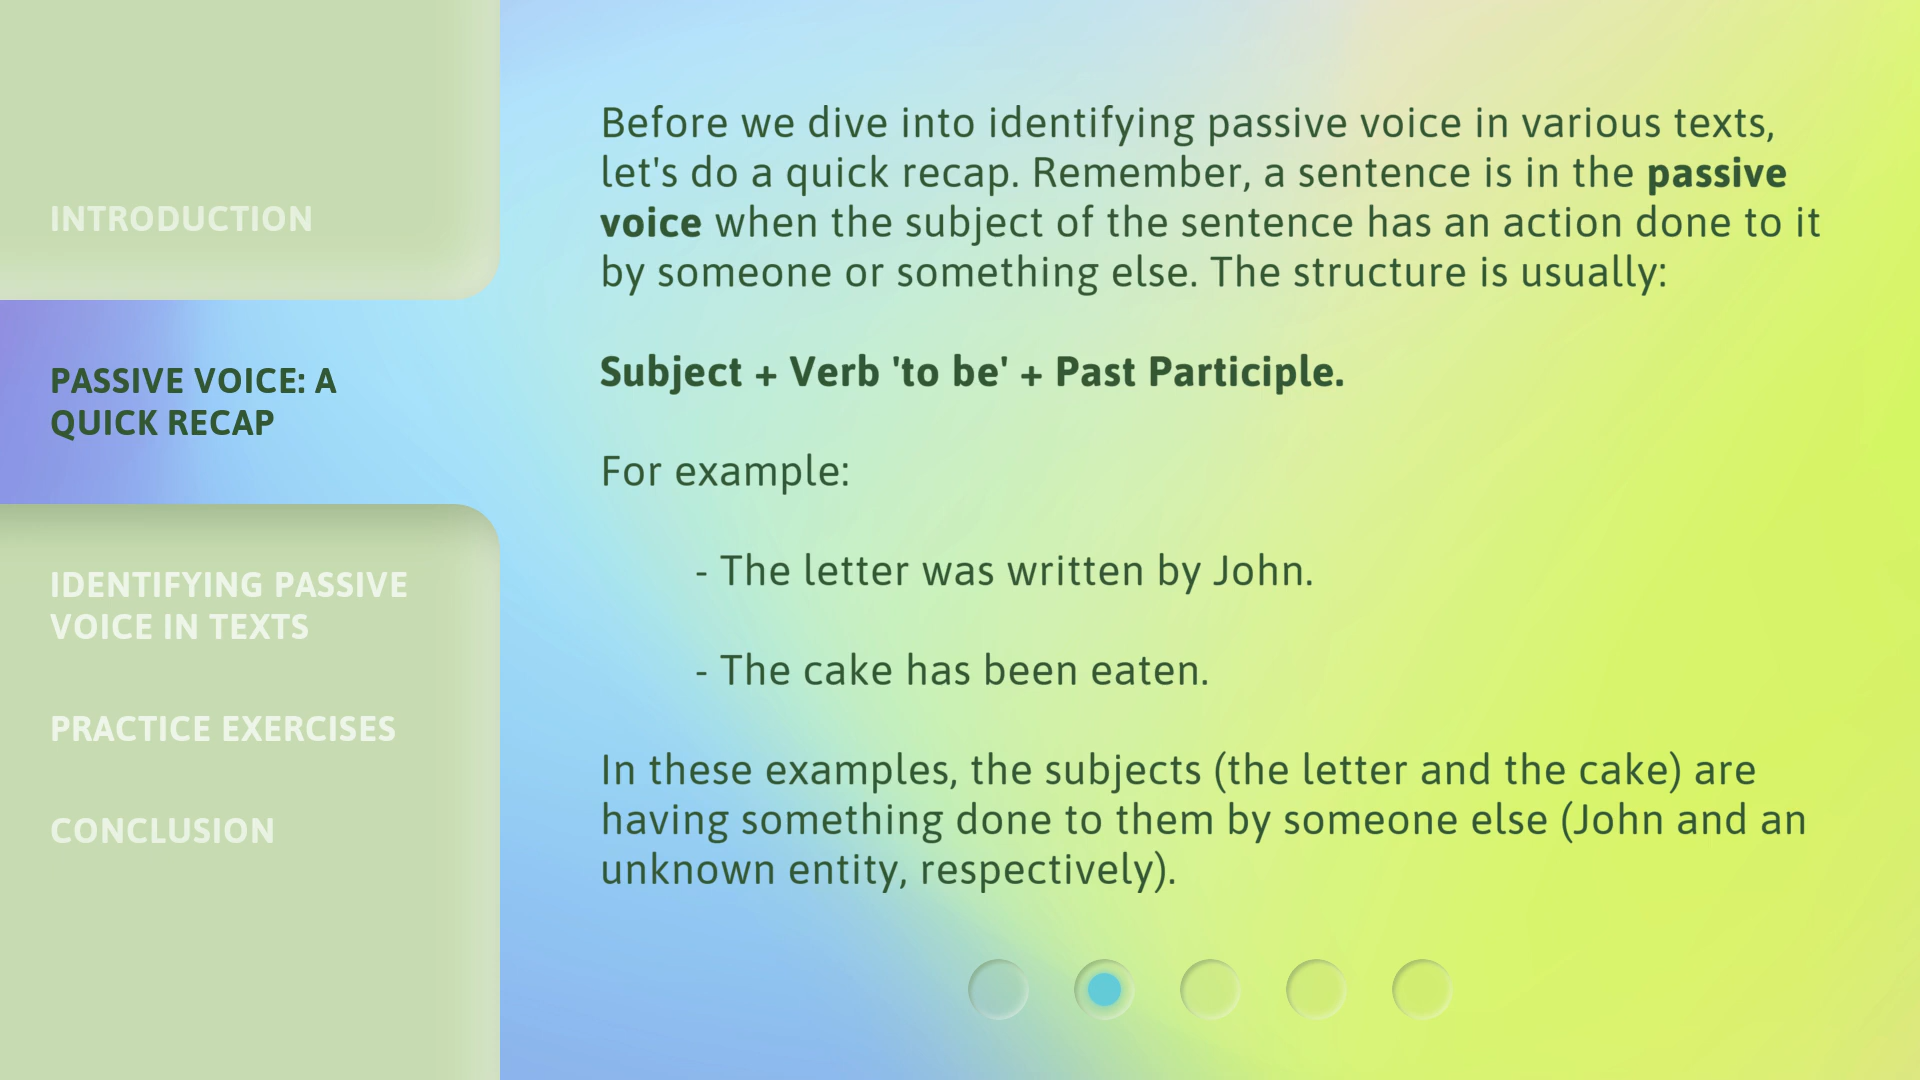 INTRODUCTION
PASSIVE VOICE: A
QUICK RECAP
IDENTIFYING PASSIVE
VOICE IN TEXTS
PRACTICE EXERCISES
CONCLUSION
Before we dive into identifying passive voice in various texts,
let's do a quick recap. Remember, a sentence is in the passive
voice when the subject of the sentence has an action done to it
by someone or something else. The structure is usually:
Subject + Verb 'to be' + Past Participle.
For example:
- The letter was written by John.
- The cake has been eaten.
In these examples, the subjects (the letter and the cake) are
having something done to them by someone else (John and an
unknown entity, respectively).